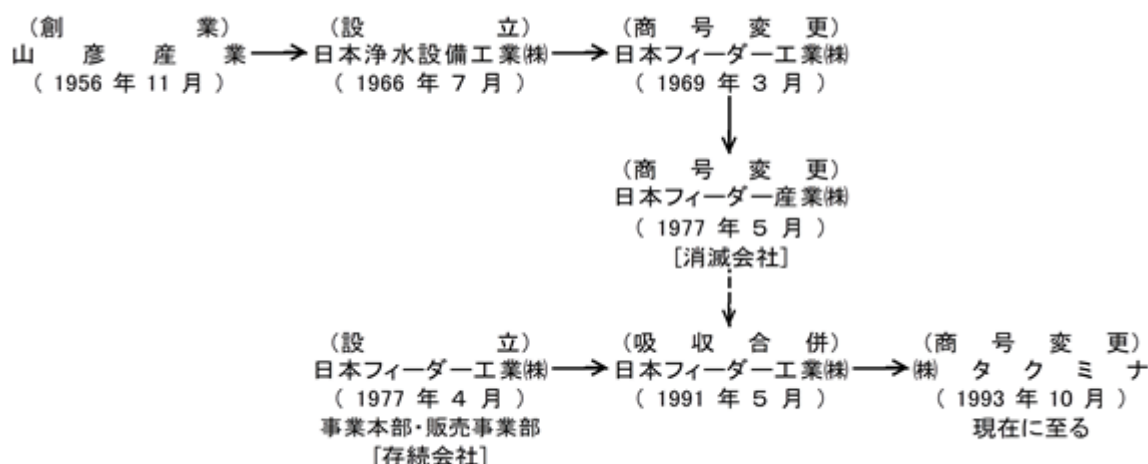 (創業)
山彦産業
(1956年11月)
(設立)
日本浄水設備工業㈱
(1966年7月)
(商号変更)
日本フィーダー工業㈱
(1969年3月)
(商号変更)
日本フィーダー産業㈱
(1977年5月)
[消滅会社]
(設立)
日本フィーダー工業㈱
(1977年4月)
事業本部・販売事業部
[存続会社]
(吸収合併)
日本フィーダー工業㈱
(1991年5月)
(商号変更)
㈱タクミナ
(1993年10月)
現在に至る